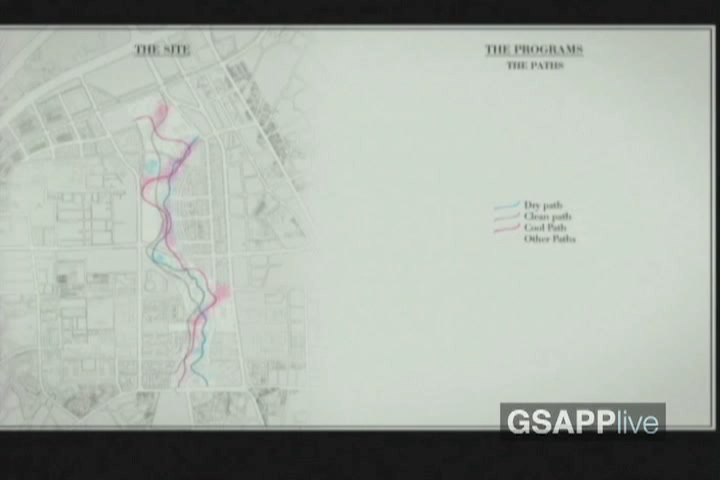 THE SITE
THE PROGRAMS
THE PATHS
Dry path
Clean path
Cool Path
Other Paths
GSAPPlive